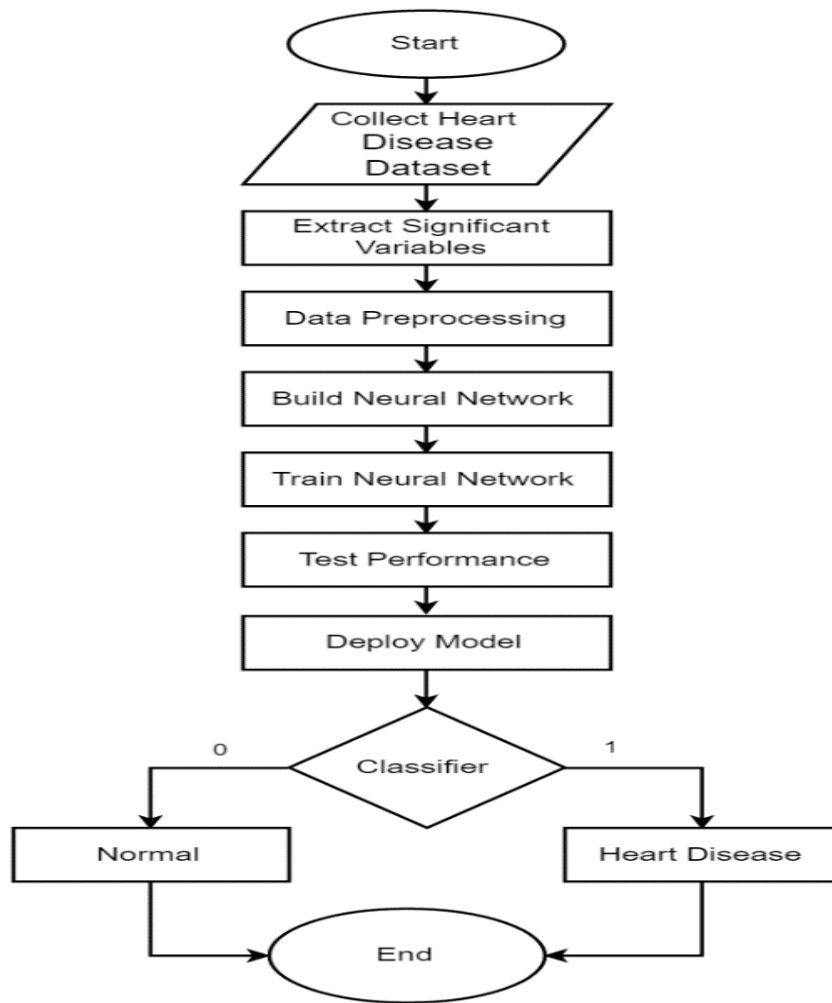 Start
Collect Heart
Disease
Dataset
Extract Significant
Variables
Data Preprocessing
Build Neural Network
Train Neural Network
Test Performance
Deploy Model
0
Classifier
1
Normal
Heart Disease
End